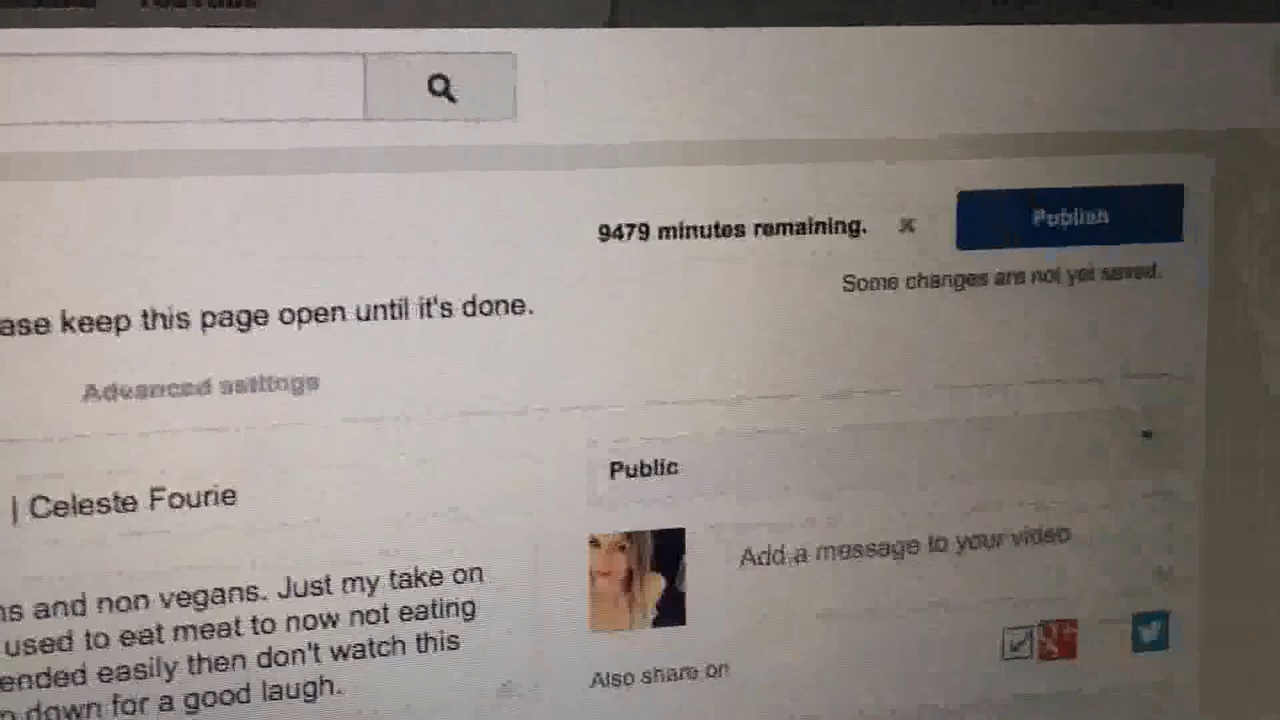 9479 minutes remaining. ×
Publish
Some changes are not yet saved.
ase keep this page open until it's done.
Advanced settings
| Celeste Fourie
Public
Add a message to your video
ns and non vegans. Just my take on
used to eat meat to now not eating
ended easily then don't watch this
down for a good laugh.
Also share on